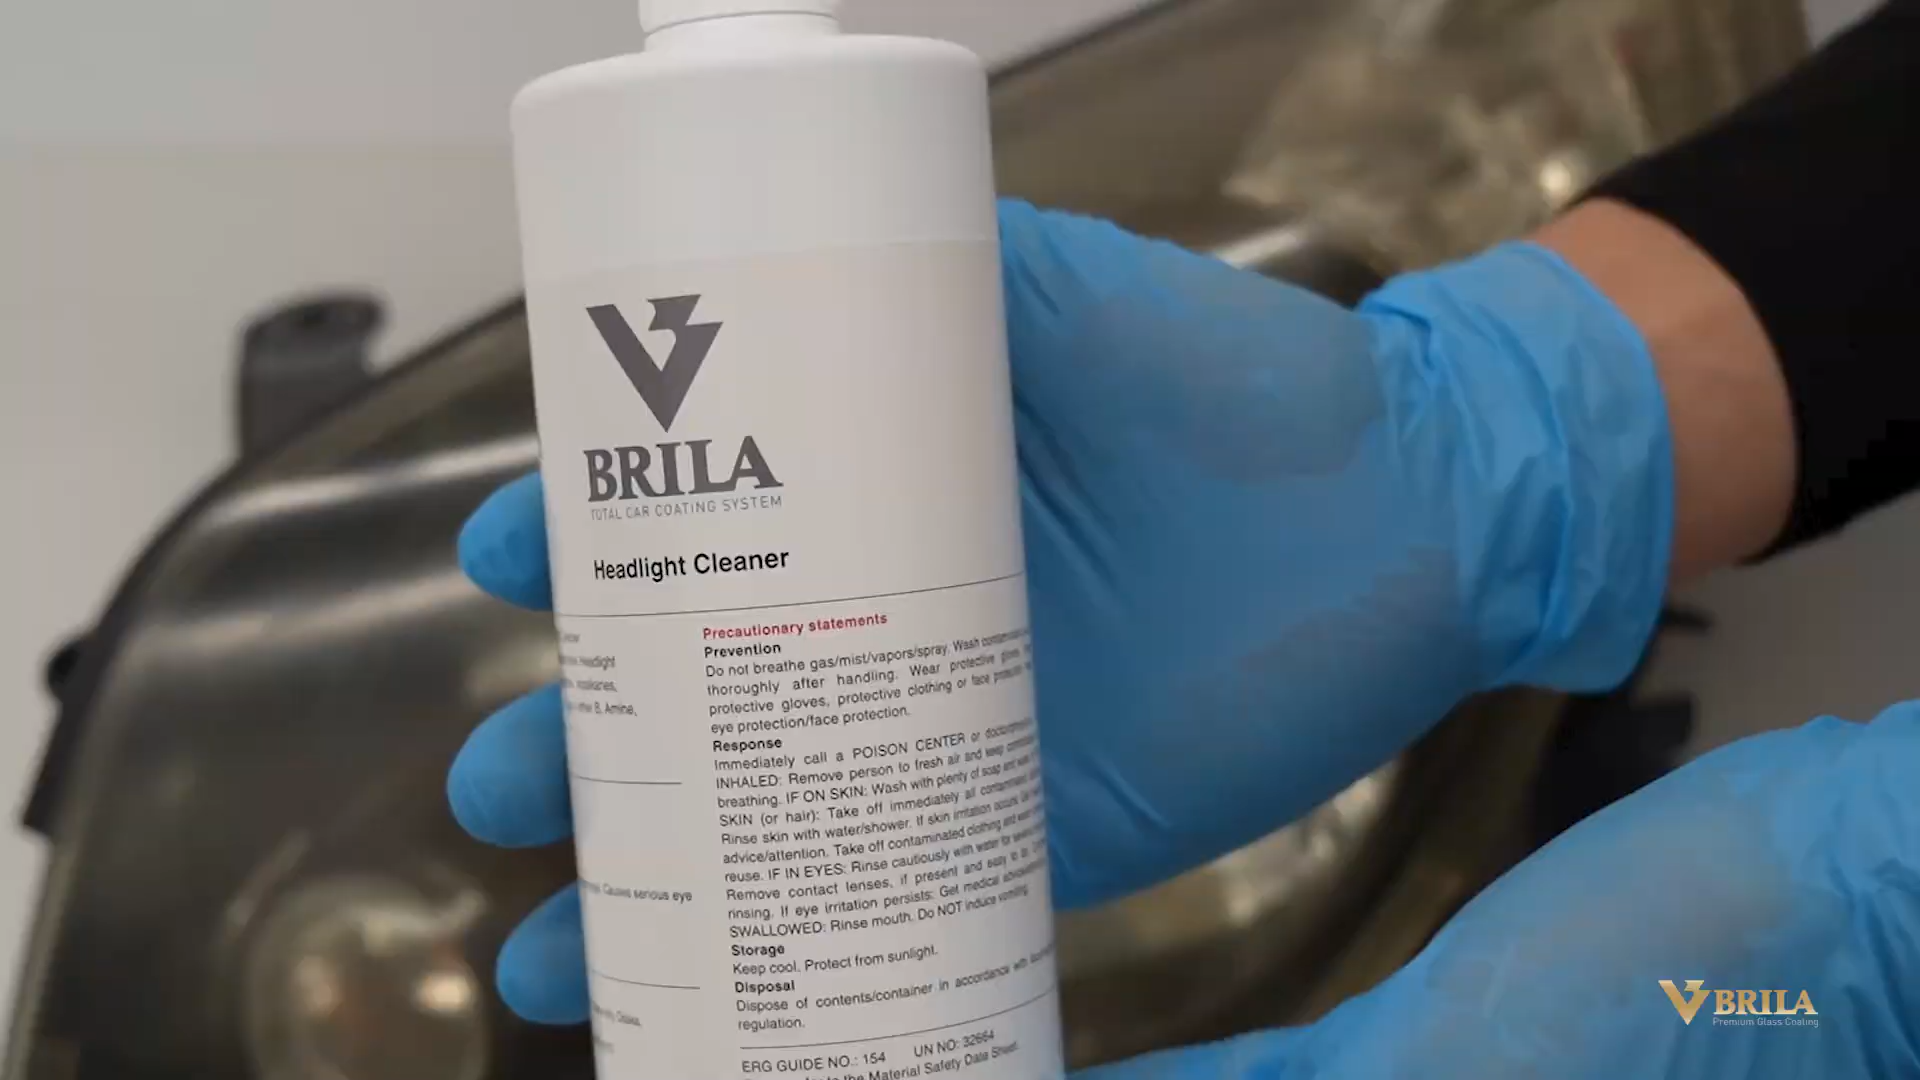 BRILA
TOTAL CAR COATING SYSTEM
Headlight Cleaner
Headlight
B, Amine,
Causes serious eye
Precautionary statements
Prevention
Do not breathe gas/mist/vapors/spray. Wash
thoroughly after handling. Wear protective
protective gloves, protective clothing or face
eye protection/face protection.
Response
Immediately call a POISON CENTER or
INHALED: Remove person to fresh air and keep
breathing. IF ON SKIN: Wash with plenty of soap and
SKIN (or hair): Take off immediately all
Rinse skin with water/shower. If skin irritation occurs:
advice/attention. Take off contaminated clothing and
reuse. IF IN EYES: Rinse cautiously with water for
Remove contact lenses, if present and easy to do.
rinsing. If eye irritation persists: Get medical
SWALLOWED: Rinse mouth. Do NOT induce vomiting.
Storage
Keep cool. Protect from sunlight.
Disposal
Dispose of contents/container in accordance with
regulation.
ERG GUIDE NO.: 154 UN NO: 32664
the Material Safety Data Sheet.
BRILA
Premium Glass Coating